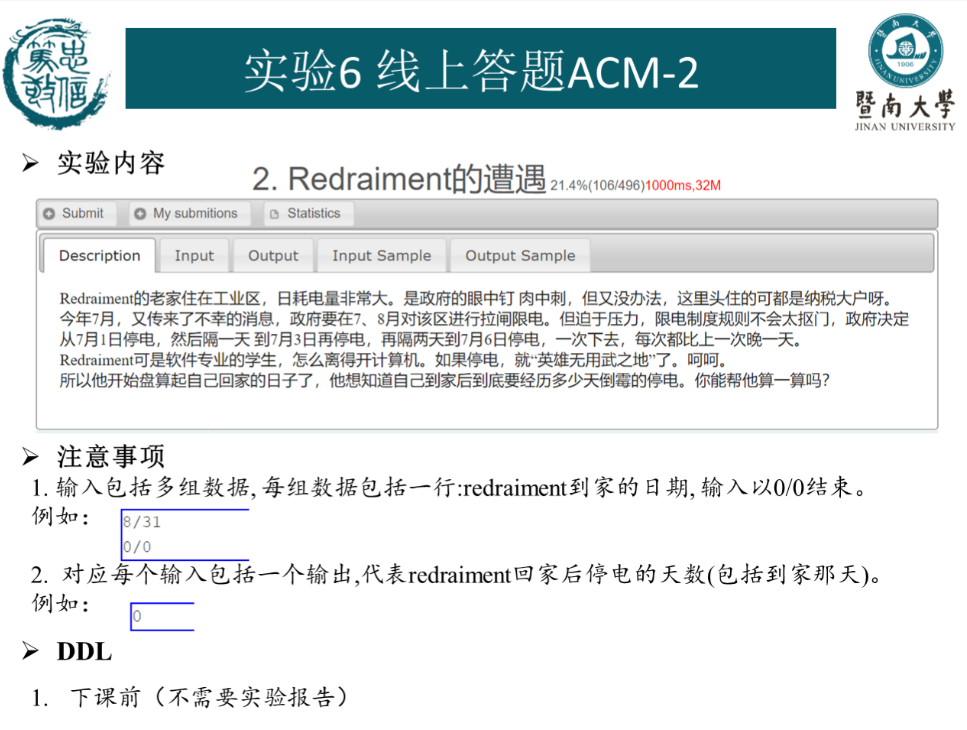 忠信
笃敬
实验6 线上答题ACM-2
暨南大学
JINAN UNIVERSITY
1906
暨南大學
JINAN UNIVERSITY
➢ 实验内容
2. Redraiment的遭遇 21.4%(106/496)1000ms,32M
Submit My submitions Statistics
Description Input Output Input Sample Output Sample
Redraiment的老家住在工业区，日耗电量非常大。是政府的眼中钉 肉中刺，但又没办法，这里头住的可都是纳税大户呀。
今年7月，又传来了不幸的消息，政府要在7、8月对该区进行拉闸限电。但迫于压力，限电制度规则不会太抠门，政府决定
从7月1日停电，然后隔一天 到7月3日再停电，再隔两天到7月6日停电，一次下去，每次都比上一次晚一天。
Redraiment可是软件专业的学生，怎么离得开计算机。如果停电，就“英雄无用武之地”了。呵呵。
所以他开始盘算起自己回家的日子了，他想知道自己到家后到底要经历多少天倒霉的停电。你能帮他算一算吗？
➢ 注意事项
1. 输入包括多组数据, 每组数据包括一行:redraiment到家的日期, 输入以0/0结束。
例如：
8/31
0/0
2. 对应每个输入包括一个输出,代表redraiment回家后停电的天数(包括到家那天)。
例如：
0
➢ DDL
1. 下课前（不需要实验报告）